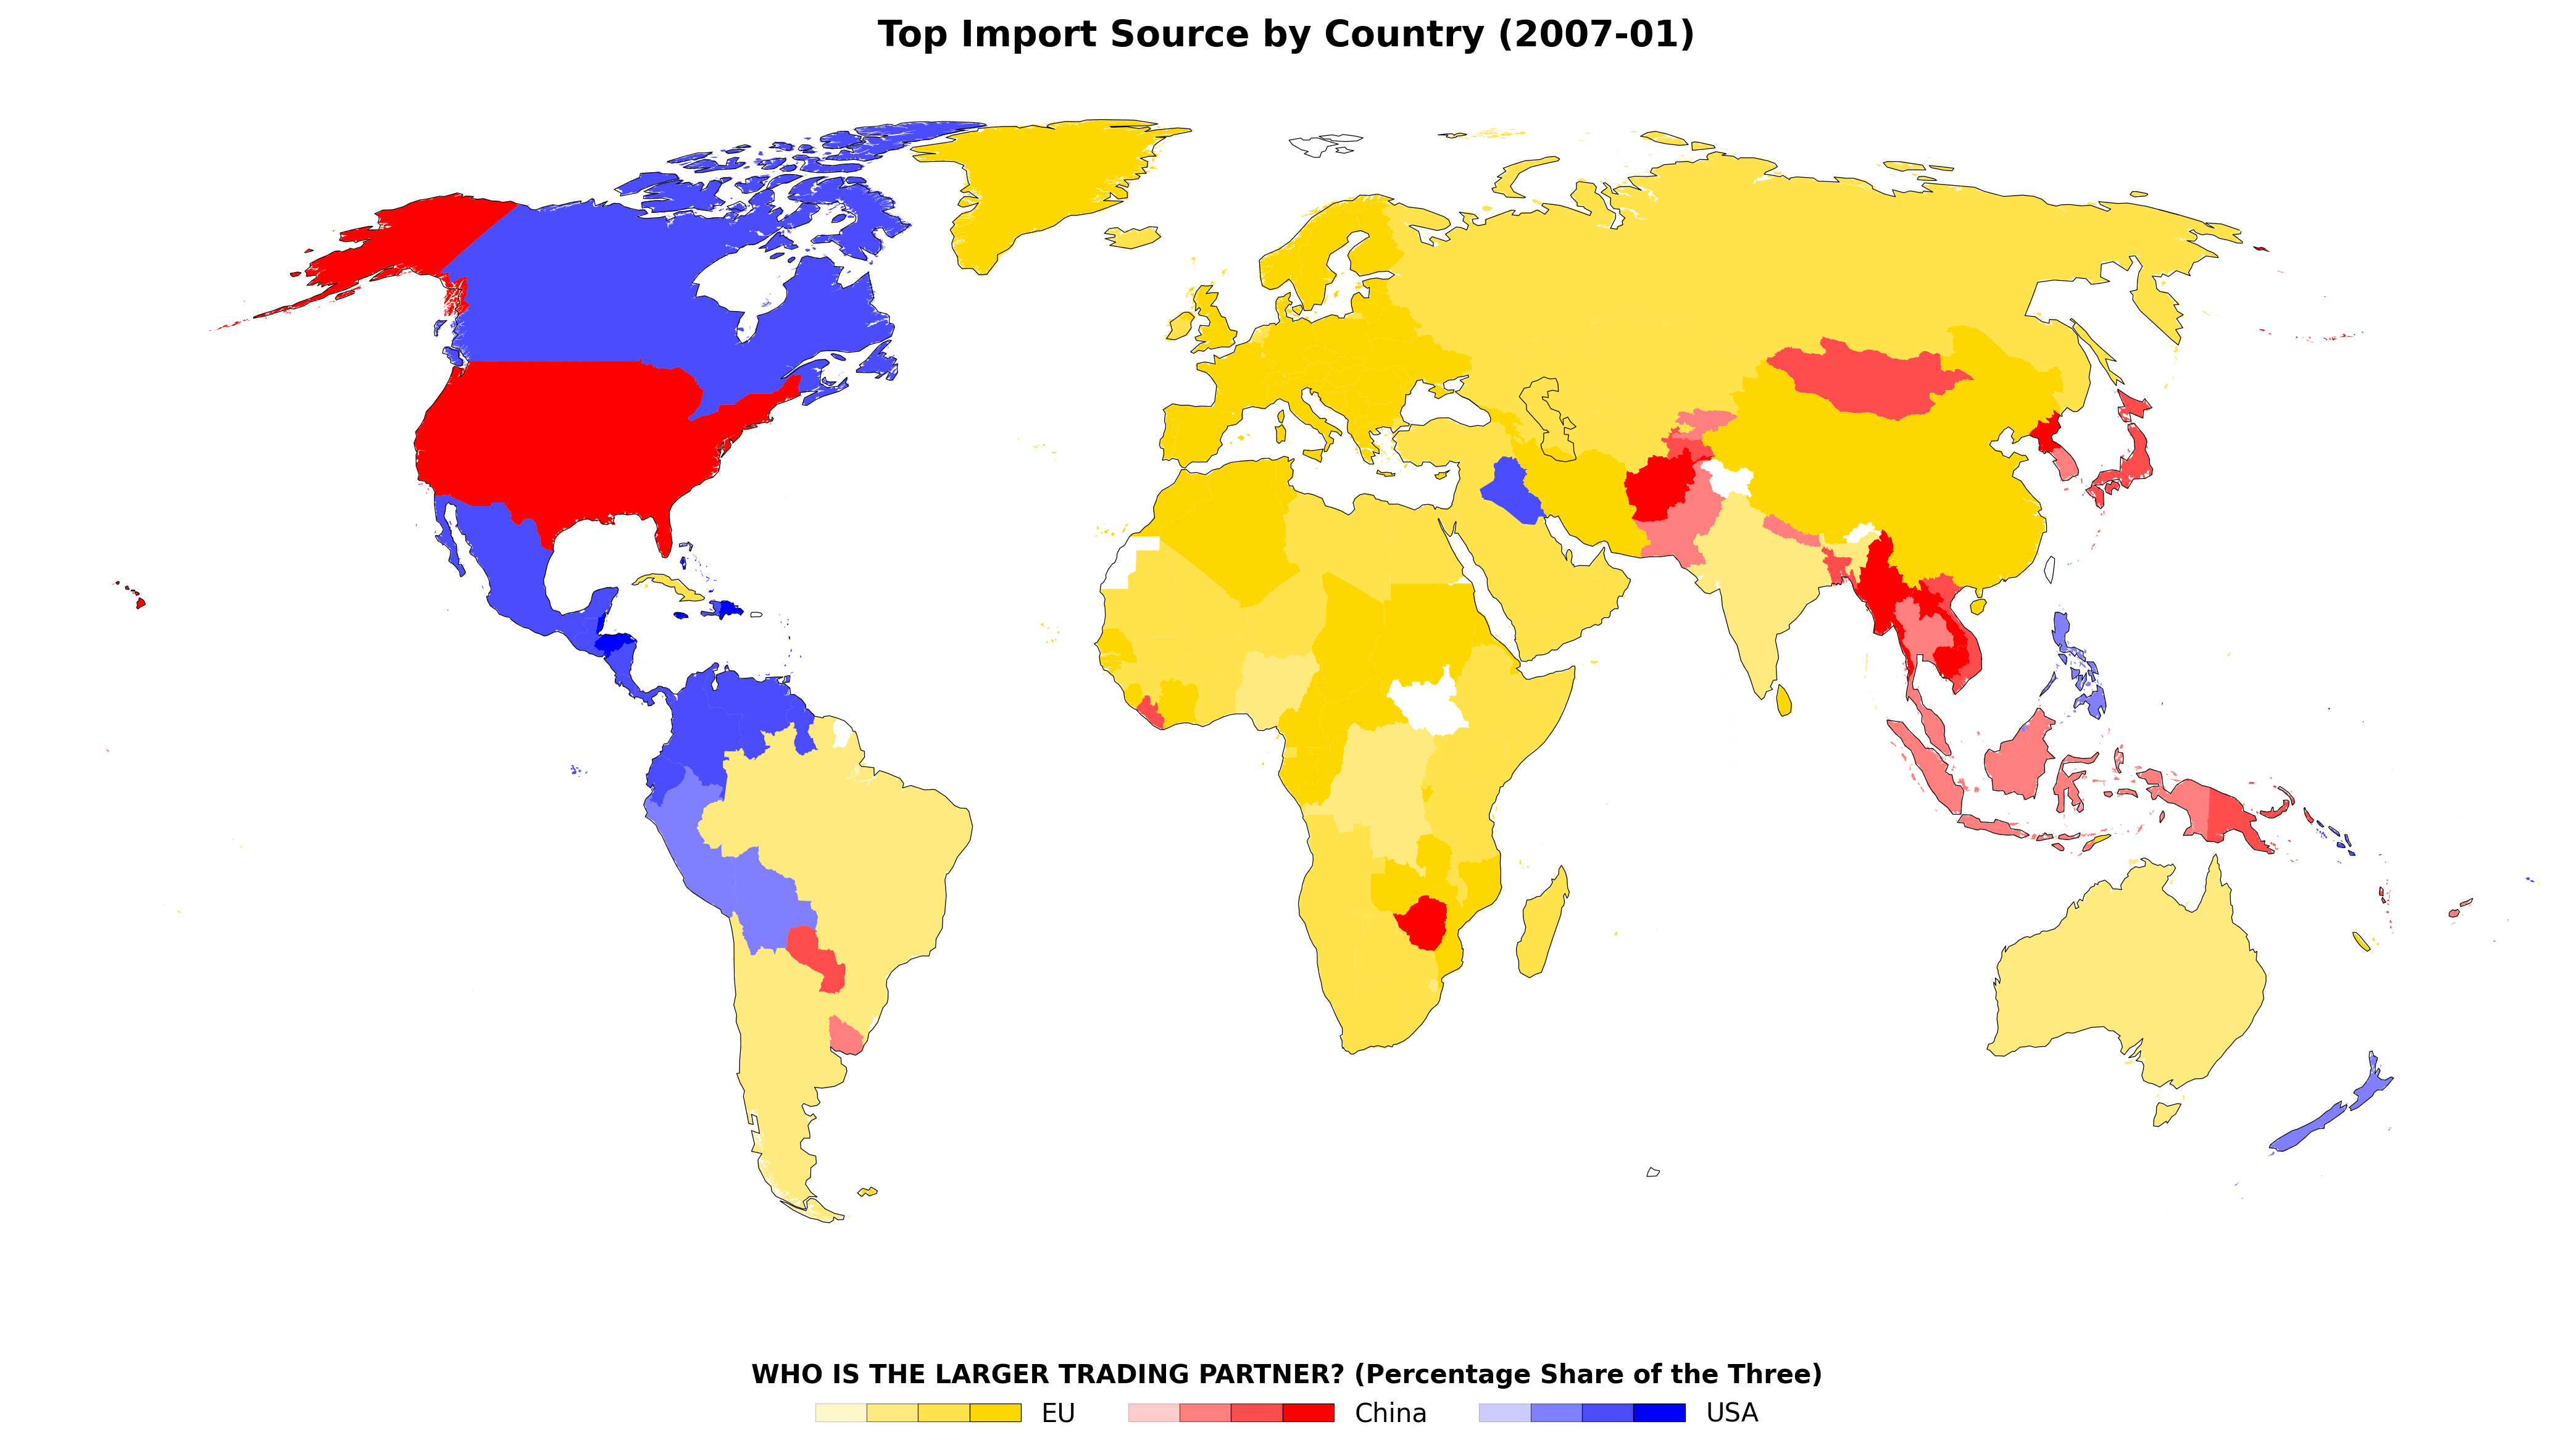 Top Import Source by Country (2007-01)
WHO IS THE LARGER TRADING PARTNER? (Percentage Share of the Three)
EU China USA